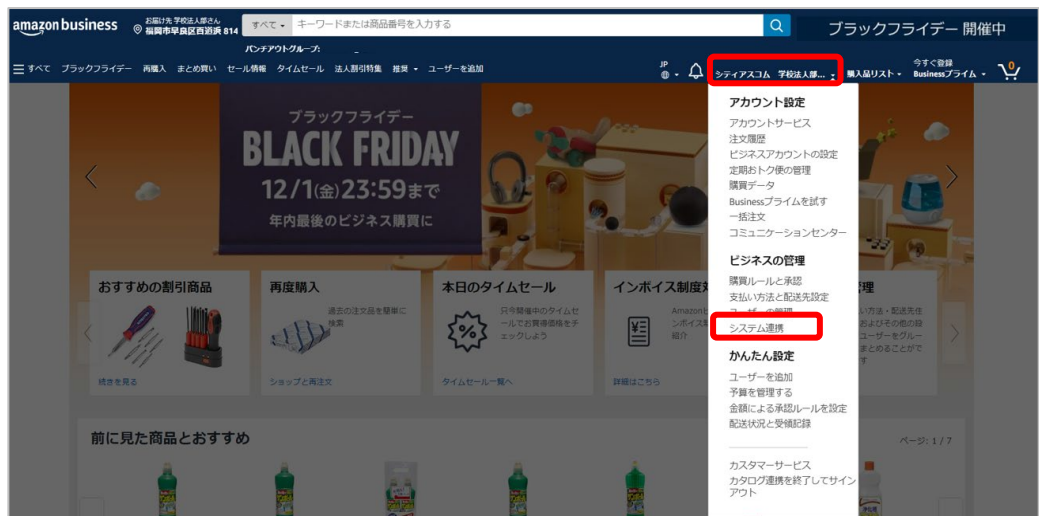 amazon business
お届け先 学校法人部さん
福岡市早良区百道浜 814
すべて
キーワードまたは商品番号を入力する
ブラックフライデー 開催中
パンチアウトグループ:
すべて ブラックフライデー 再購入 まとめ買い セール情報 タイムセール 法人割引特集 推奨 ユーザーを追加
JP
シティアスコム 学校法人部...
購入品リスト
今すぐ登録
Businessプライム
0
ブラックフライデー
BLACK FRIDAY
12/1(金)23:59まで
年内最後のビジネス購買に
アカウント設定
アカウントサービス
注文履歴
ビジネスアカウントの設定
定期おトク便の管理
購買データ
Businessプライムを試す
一括注文
コミュニケーションセンター
ビジネスの管理
購買ルールと承認
支払い方法と配送先設定
ユーザーの管理
システム連携
かんたん設定
ユーザーを追加
予算を管理する
金額による承認ルールを設定
配送状況と受領記録
カスタマーサービス
カタログ連携を終了してサイン
アウト
おすすめの割引商品
続きを見る
再度購入
過去の注文品を簡単に
検索
ショップと再注文
本日のタイムセール
只今開催中のタイムセ
ールでお買得価格をチ
ェックしよう
タイムセール一覧へ
インボイス制度
Amazon
ンボイス
紹介
詳細はこちら
理
い方法・配送先住
およびその他の設
ユーザーをグルー
まとめることがで
す
前に見た商品とおすすめ
ページ: 1 / 7